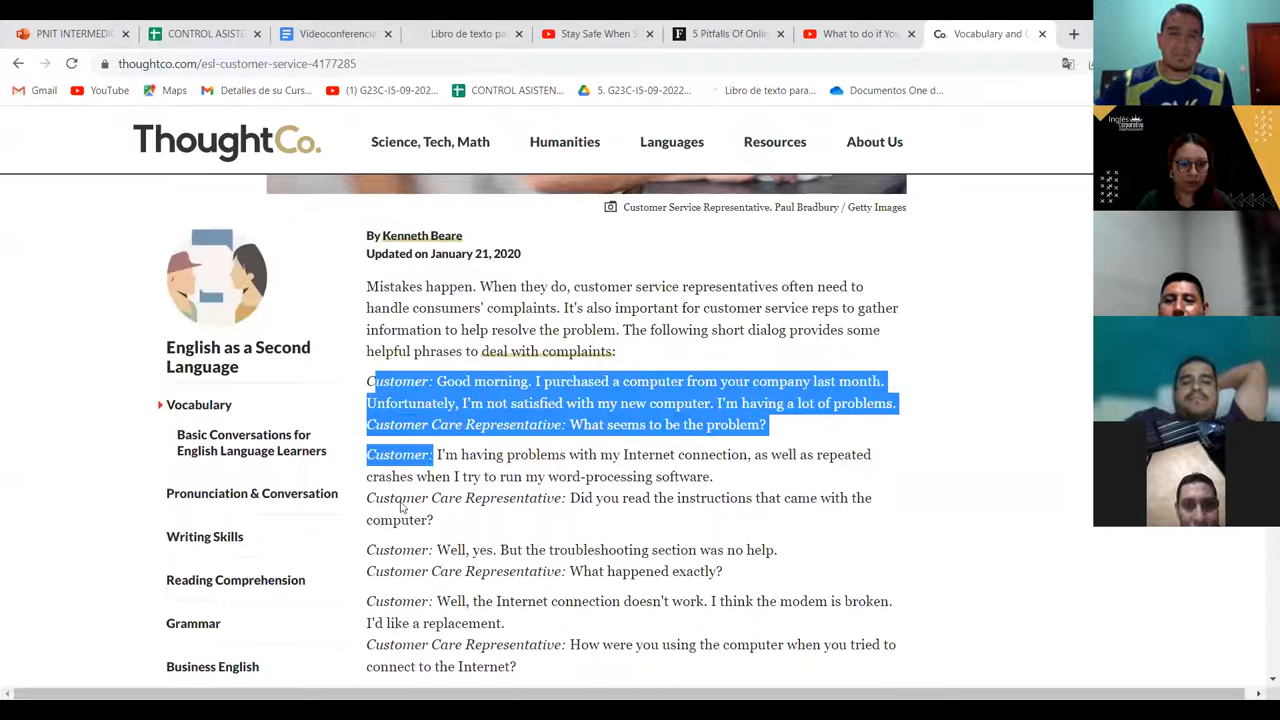 PNIT INTERMEDIC
CONTROL ASISTE
Videoconferencia
Libro de texto pa
Stay Safe When S
5 Pitfalls Of Onlin
What to do if You
Vocabulary and C
thoughtco.com/esl-customer-service-4177285
Gmail
YouTube
Maps
Detalles de su Curs...
(1) G23C-I5-09-202...
CONTROL ASISTEN...
5. G23C-I5-09-2022...
Libro de texto para...
Documentos One d...
Inglés
Corporativo
ThoughtCo.
Science, Tech, Math
Humanities
Languages
Resources
About Us
Customer Service Representative. Paul Bradbury / Getty Images
By Kenneth Beare
Updated on January 21, 2020
Mistakes happen. When they do, customer service representatives often need to
handle consumers' complaints. It's also important for customer service reps to gather
information to help resolve the problem. The following short dialog provides some
helpful phrases to deal with complaints:
English as a Second
Language
Vocabulary
Basic Conversations for
English Language Learners
Pronunciation & Conversation
Writing Skills
Reading Comprehension
Grammar
Business English
Customer: Good morning. I purchased a computer from your company last month.
Unfortunately, I'm not satisfied with my new computer. I'm having a lot of problems.
Customer Care Representative: What seems to be the problem?
Customer: I'm having problems with my Internet connection, as well as repeated
crashes when I try to run my word-processing software.
Customer Care Representative: Did you read the instructions that came with the
computer?
Customer: Well, yes. But the troubleshooting section was no help.
Customer Care Representative: What happened exactly?
Customer: Well, the Internet connection doesn't work. I think the modem is broken.
I'd like a replacement.
Customer Care Representative: How were you using the computer when you tried to
connect to the Internet?